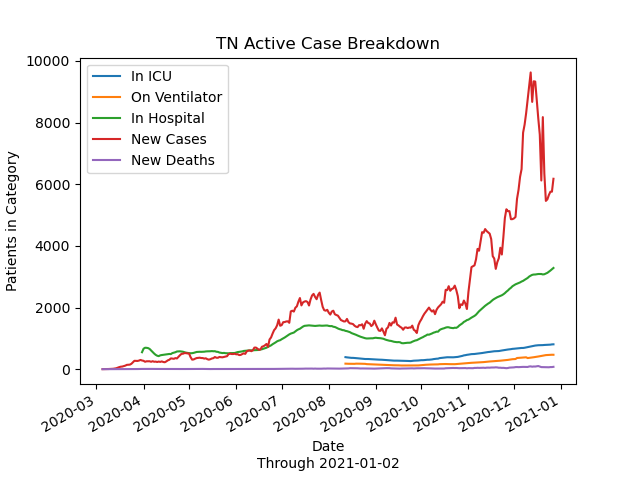 TN Active Case Breakdown
In ICU
On Ventilator
In Hospital
New Cases
New Deaths
Patients in Category
10000
8000
6000
4000
2000
0
2020-03
2020-04
2020-05
2020-06
2020-07
2020-08
2020-09
2020-10
2020-11
2020-12
2021-01
Date
Through 2021-01-02